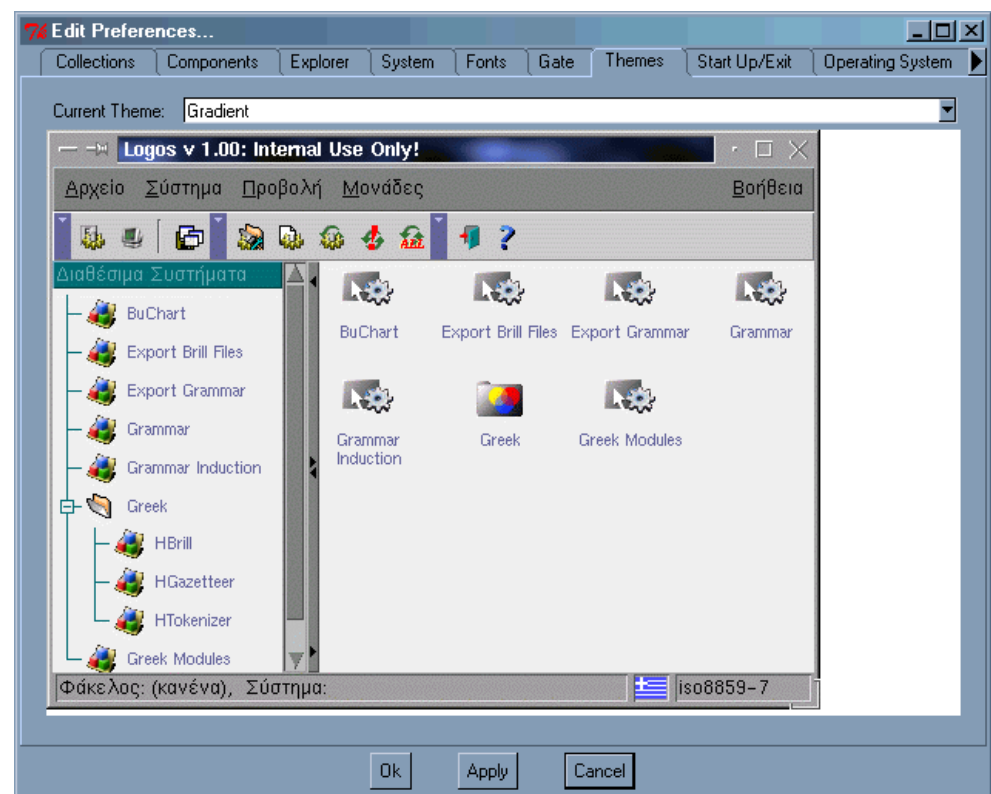 Edit Preferences...
Collections Components Explorer System Fonts Gate Themes Start Up/Exit Operating System
Current Theme: Gradient
Logos v 1.00: Internal Use Only!
Αρχείο Σύστημα Προβολή Μονάδες Βοήθεια
Διαθέσιμα Συστήματα
BuChart
Export Brill Files
Export Grammar
Grammar
Grammar Induction
Greek
HBrill
HGazetteer
HTokenizer
Greek Modules
BuChart Export Brill Files Export Grammar Grammar
Grammar Induction Greek Greek Modules
Φάκελος: (κανένα), Σύστημα: iso8859-7
Ok Apply Cancel